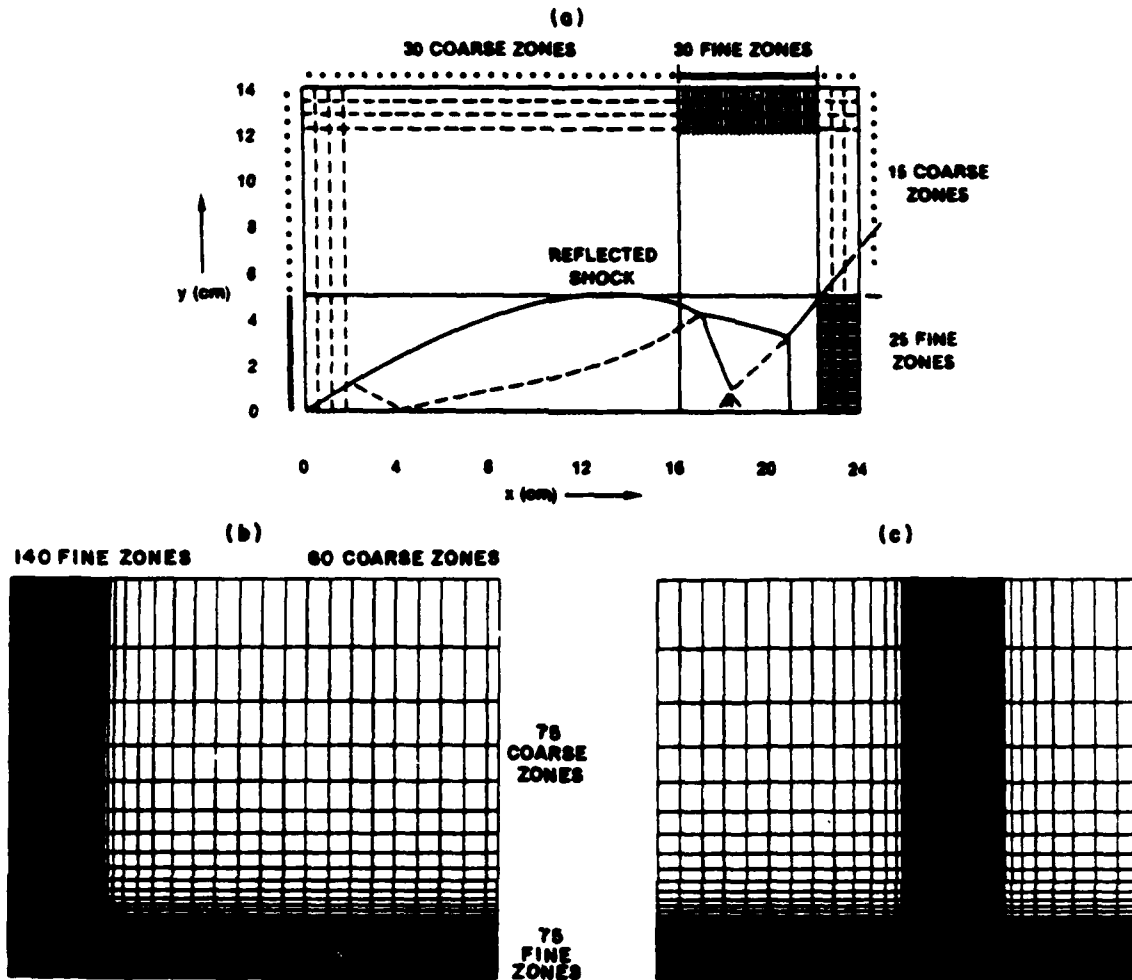 (a)
30 COARSE ZONES
30 FINE ZONES
14
12
10
8
6
4
2
0
y (cm)
REFLECTED
SHOCK
15 COARSE
ZONES
25 FINE
ZONES
0 4 8 12 16 20 24
x (cm)
(b)
140 FINE ZONES
60 COARSE ZONES
75
COARSE
ZONES
75
FINE
ZONES
(c)